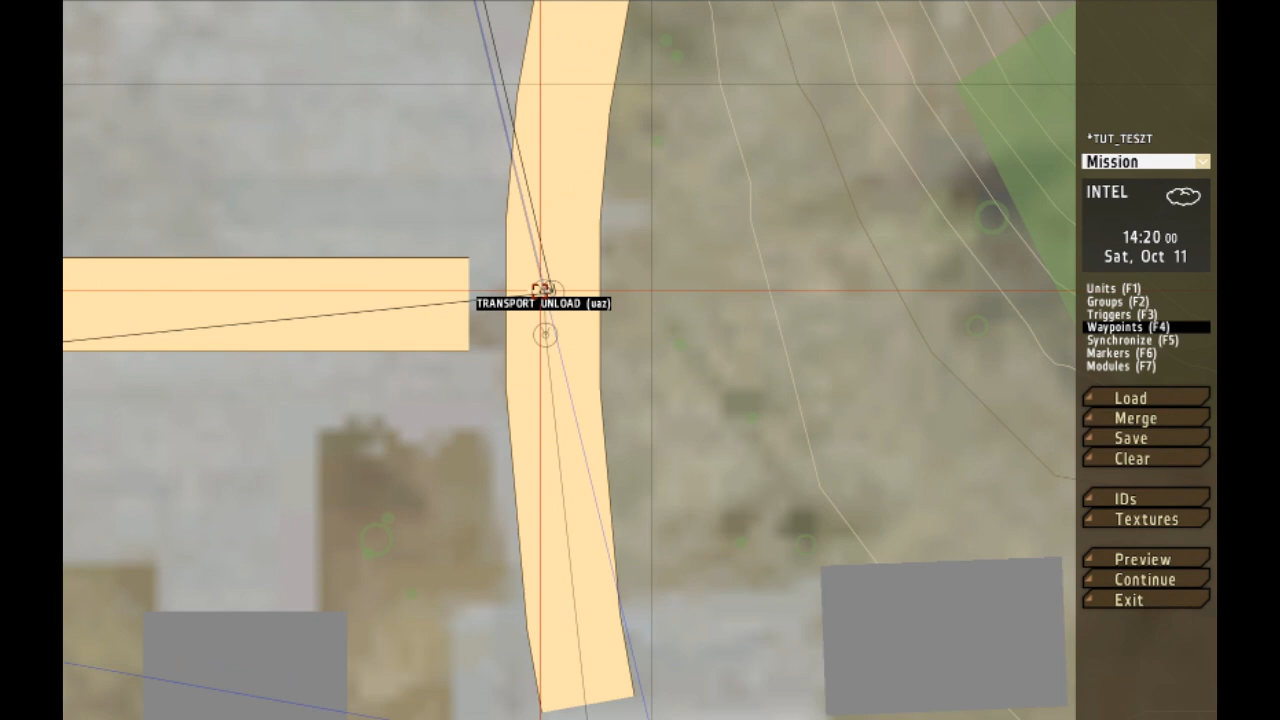 *TUT_TESZT
Mission
INTEL
14:20 00
Sat, Oct 11
TRANSPORT UNLOAD (uaz)
Units (F1)
Groups (F2)
Triggers (F3)
Waypoints (F4)
Synchronize (F5)
Markers (F6)
Modules (F7)
Load
Merge
Save
Clear
IDs
Textures
Preview
Continue
Exit